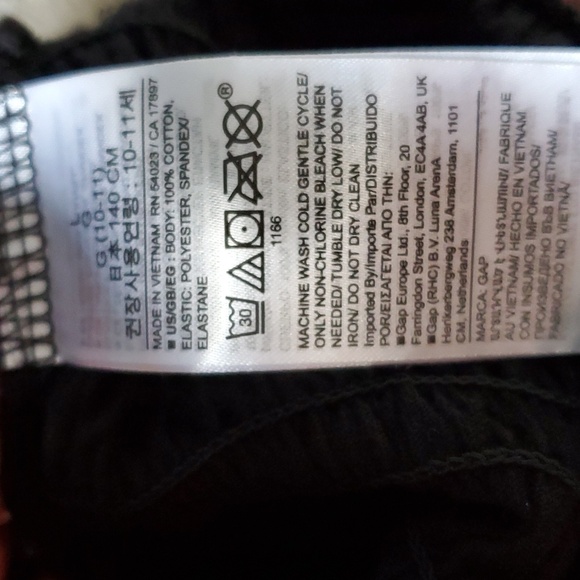 L
G
G (10-11)
日本 140 CM
권장사용연령 : 10-11세
MADE IN VIETNAM RN 54023/ CA 17897
■ US/GB/EG : BODY: 100% COTTON,
ELASTIC: POLYESTER, SPANDEX/
ELASTANE
30
®
1166
MACHINE WASH COLD GENTLE CYCLE/
ONLY NON-CHLORINE BLEACH WHEN
NEEDED/ TUMBLE DRY LOW/ DO NOT
IRON/ DO NOT DRY CLEAN
Imported By/Importe Par/DISTRIBUIDO
POR/ΕΙΣΑΓΕΤΑΙ ΑΠΟ ΤΗΝ:
■Gap Europe Ltd., 8th Floor, 20
Farringdon Street, London, EC4A 4AB, UK
■Gap (RHC) B.V. Luna ArenA
Herikerbergweg 238 Amsterdam, 1101
CM. Netherlands
MARCA: GAP
FABRIQUÉ
AU VIETNAM/ HECHO EN VIETNAM
CON INSUMOS IMPORTADOS/
ПРОИЗВЕДЕНО ВЪВ ВИЕТНАМ/
FABRICADO NO VIETNÃ/